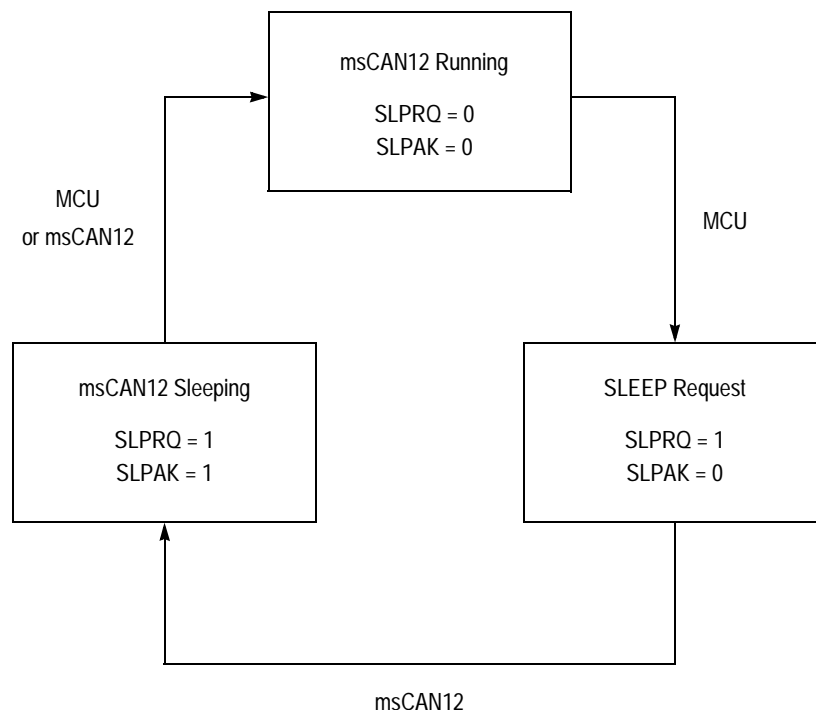 msCAN12 Running
SLPRQ = 0
SLPAK = 0
MCU
or msCAN12
MCU
msCAN12 Sleeping
SLPRQ = 1
SLPAK = 1
SLEEP Request
SLPRQ = 1
SLPAK = 0
msCAN12